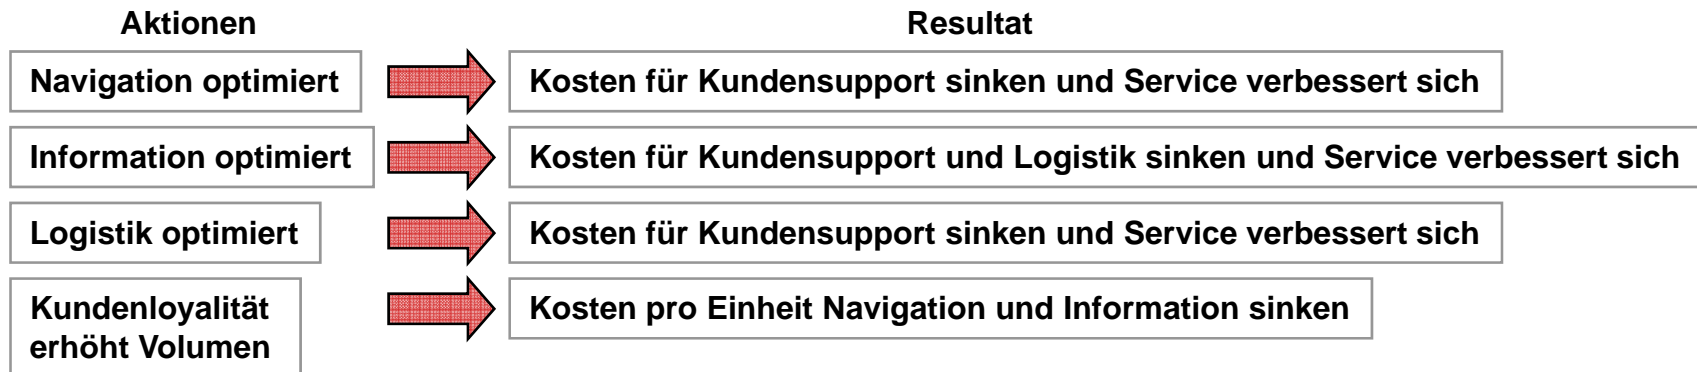 Aktionen
Resultat
Navigation optimiert
Kosten für Kundensupport sinken und Service verbessert sich
Information optimiert
Kosten für Kundensupport und Logistik sinken und Service verbessert sich
Logistik optimiert
Kosten für Kundensupport sinken und Service verbessert sich
Kundenloyalität
erhöht Volumen
Kosten pro Einheit Navigation und Information sinken